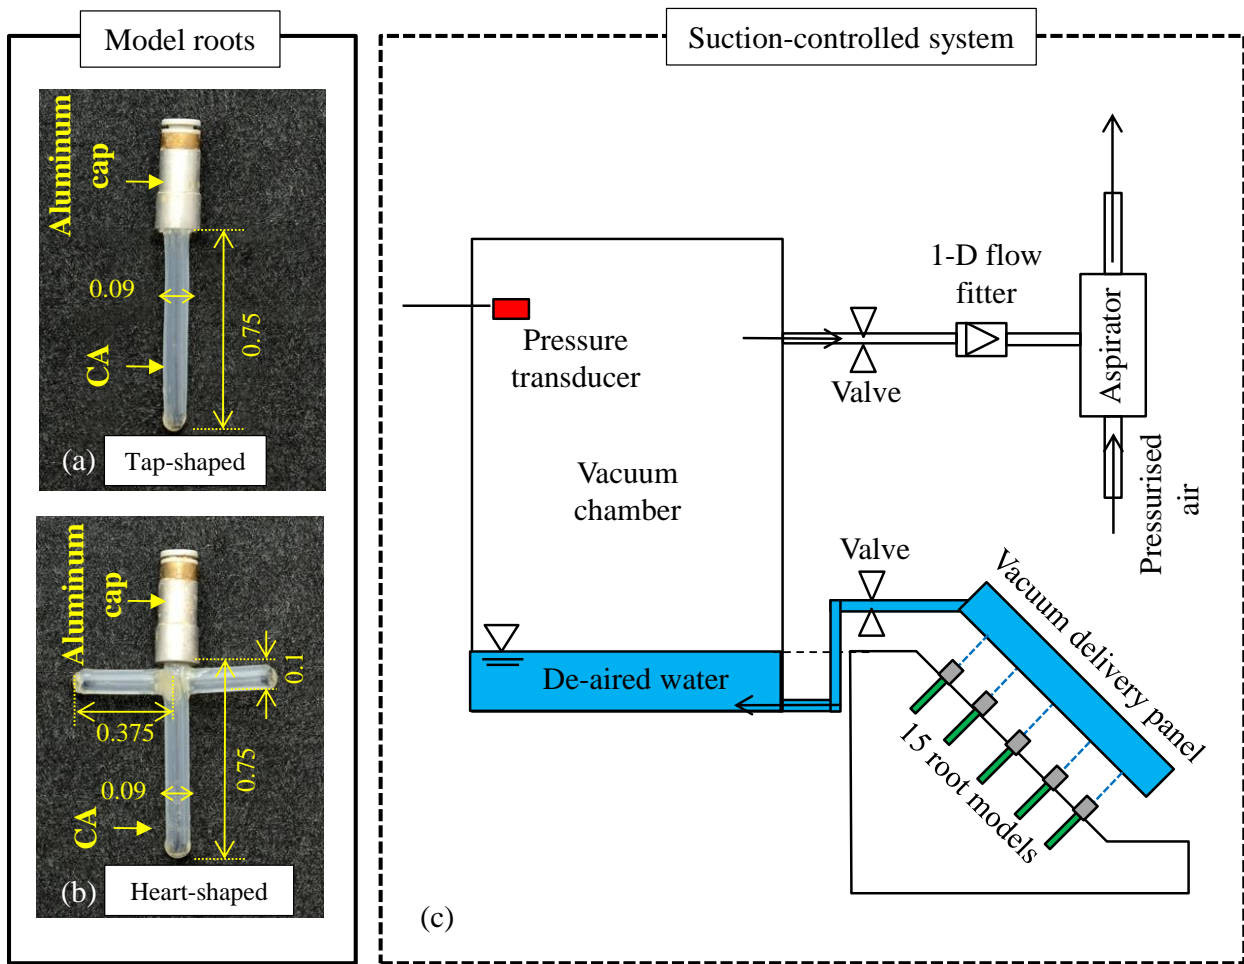 Model roots
Aluminum
cap
0.09
0.75
CA
(a)
Tap-shaped
Aluminum
cap
0.1
0.375
0.75
0.09
CA
(b)
Heart-shaped
Suction-controlled system
1-D flow
fitter
Pressure
transducer
Valve
Aspirator
Pressurised
air
Vacuum
chamber
Valve
Vacuum delivery panel
De-aired water
15 root models
(c)